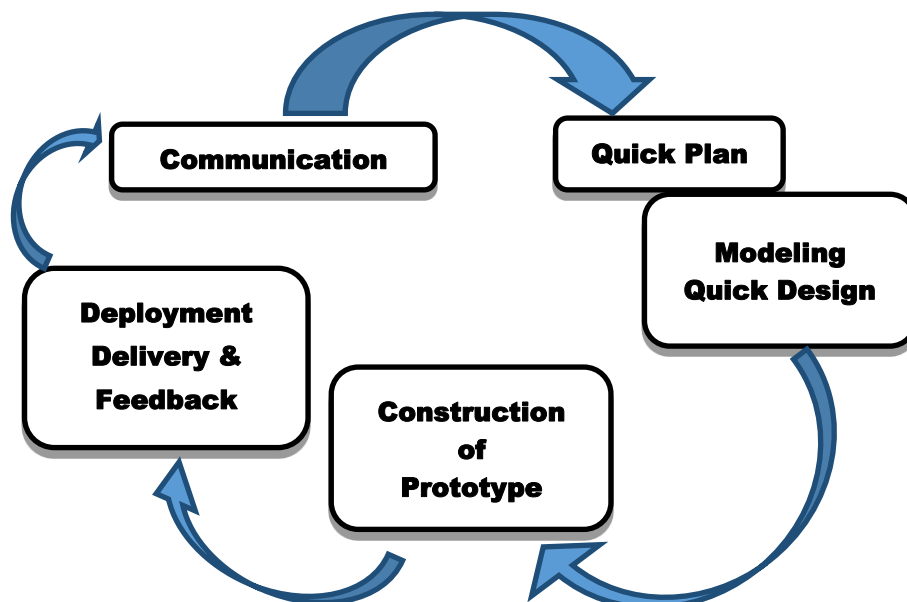 Communication
Quick Plan
Modeling
Quick Design
Construction
of
Prototype
Deployment
Delivery &
Feedback